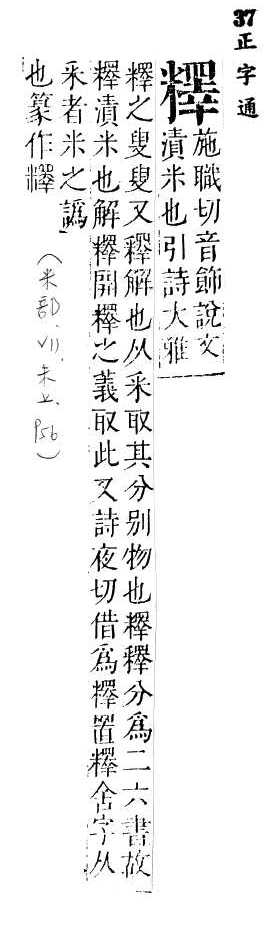 37正字通
釋
施職切音飾說文
漬米也引詩大雅
釋之叟叟又釋解也从釆取其分别物也釋釋分爲二六書故
釋漬米也解釋開釋之義取此又詩夜切借爲釋置釋舍字从
釆者米之譌
也篆作釋
(米部、VII、未上、P56)